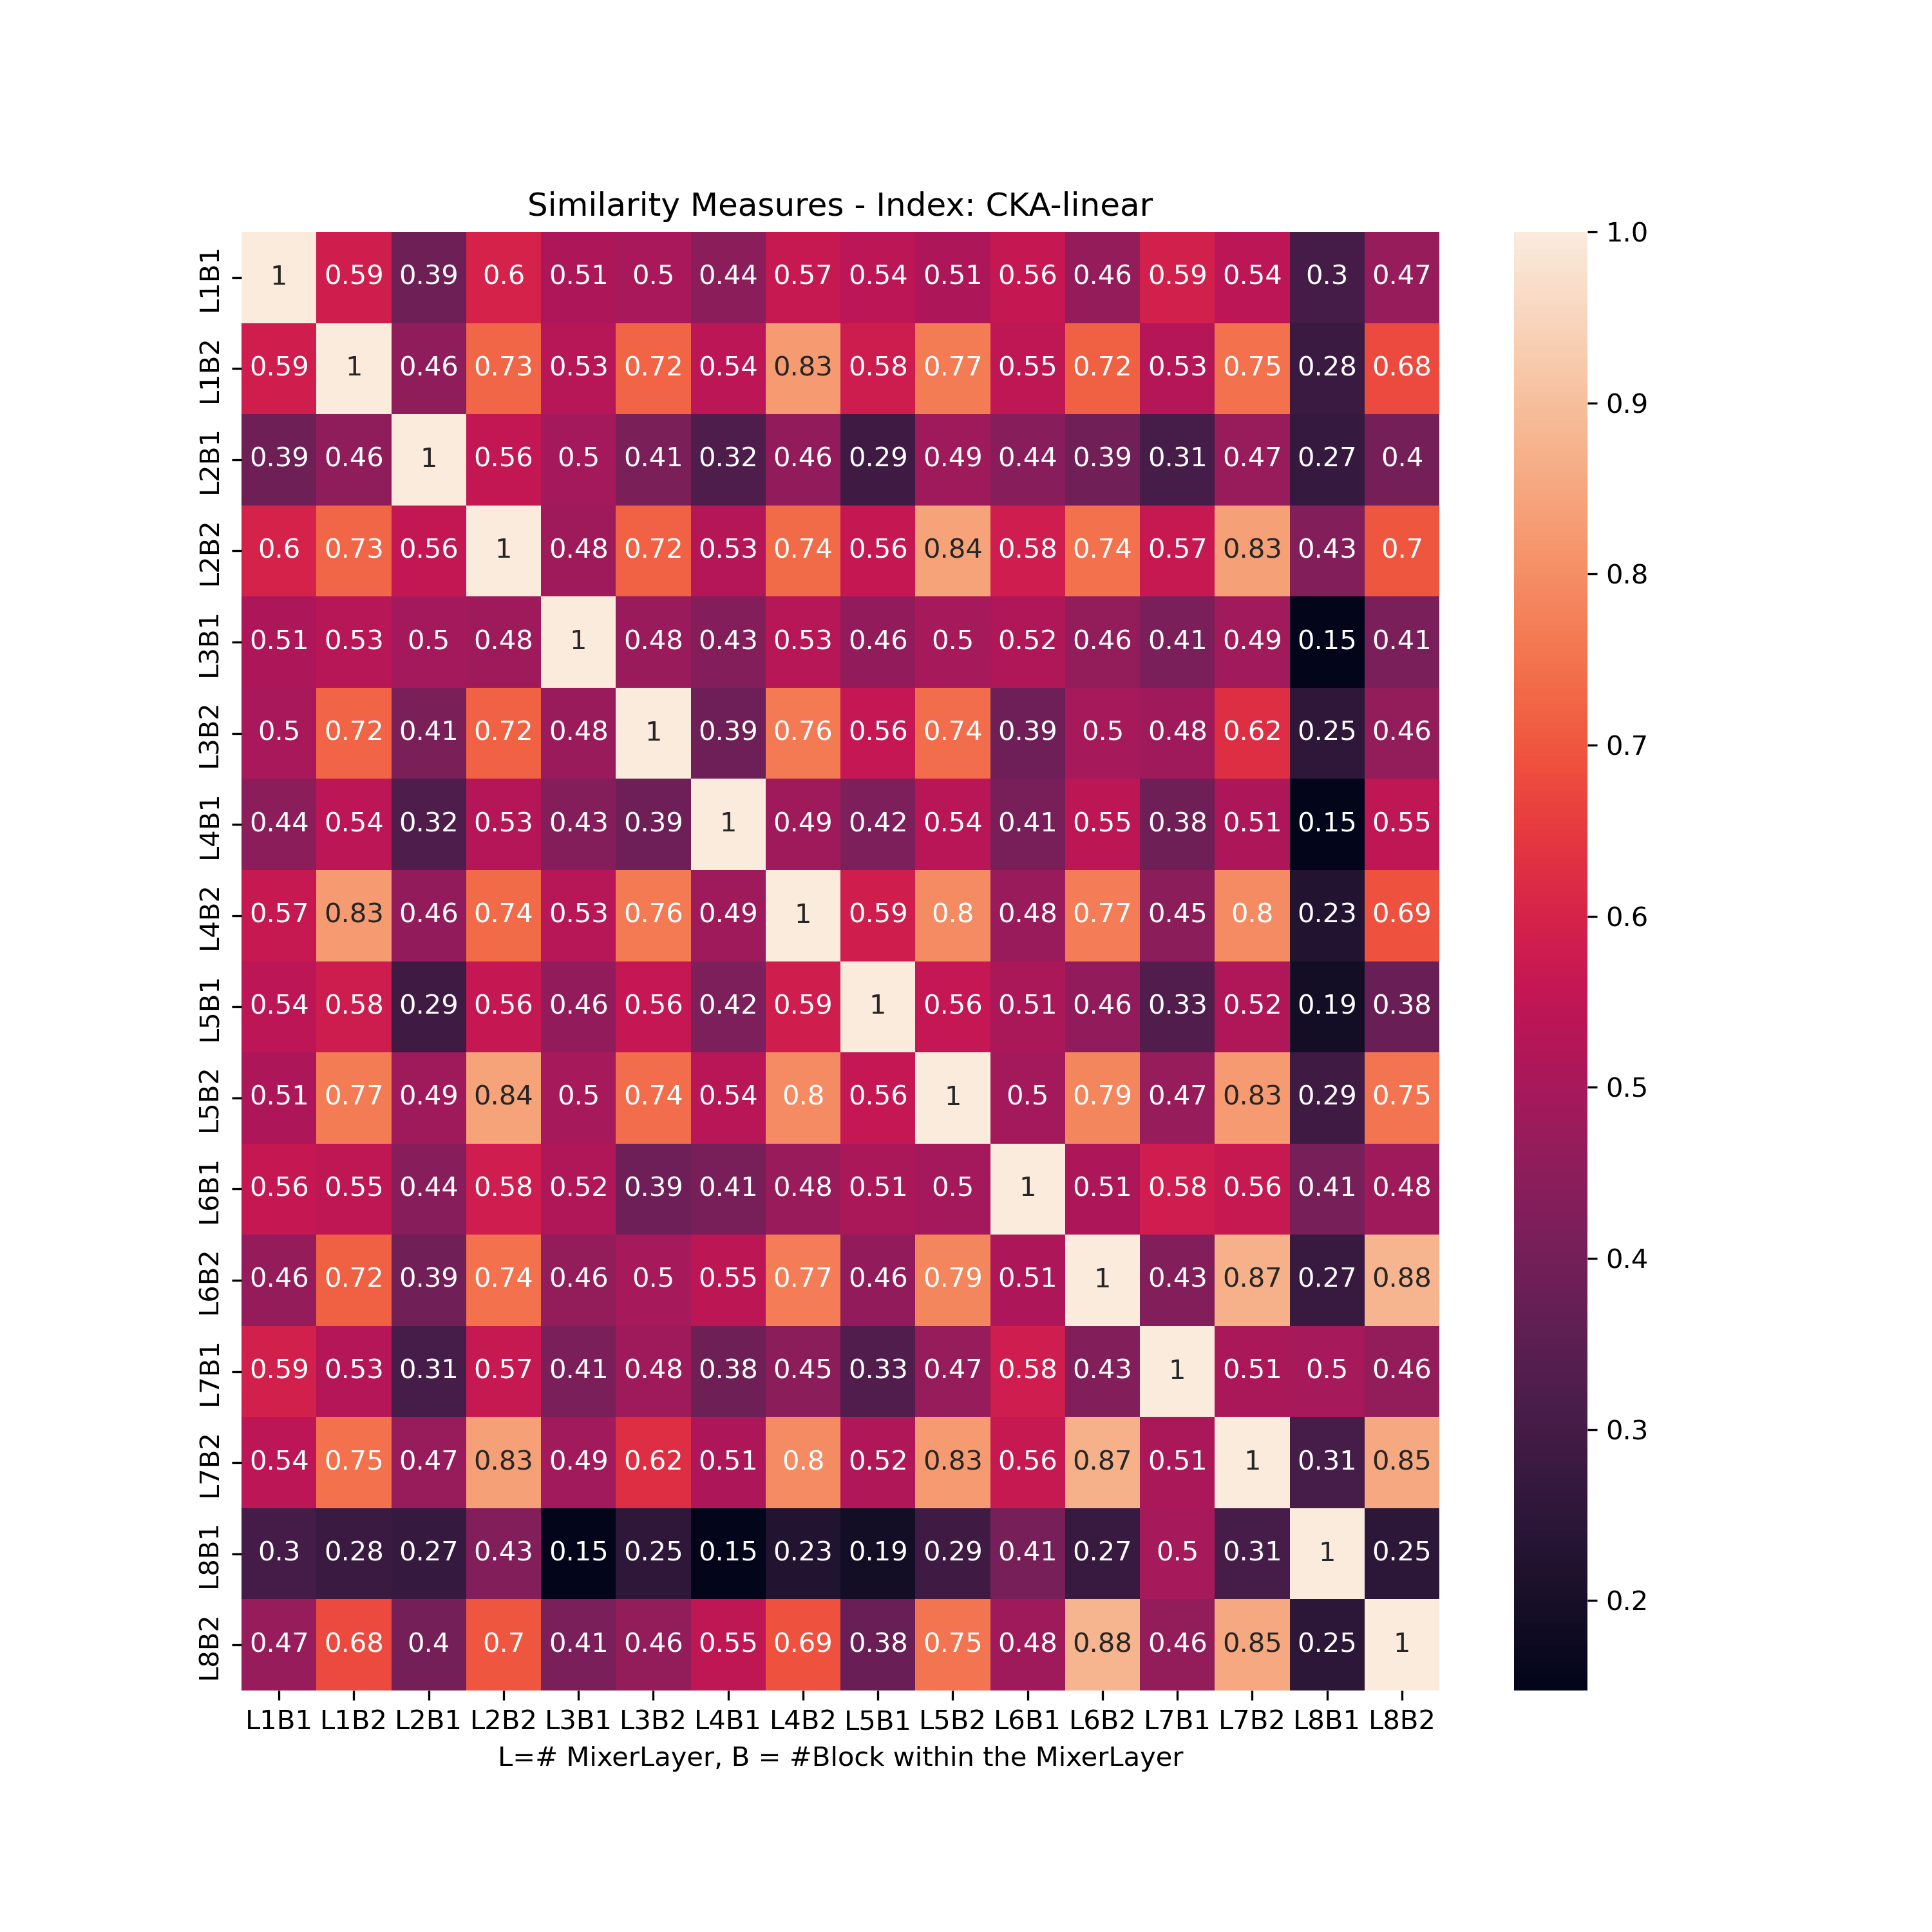 Similarity Measures - Index: CKA-linear
L1B1 1 0.59 0.39 0.6 0.51 0.5 0.44 0.57 0.54 0.51 0.56 0.46 0.59 0.54 0.3 0.47
L1B2 0.59 1 0.46 0.73 0.53 0.72 0.54 0.83 0.58 0.77 0.55 0.72 0.53 0.75 0.28 0.68
L2B1 0.39 0.46 1 0.56 0.5 0.41 0.32 0.46 0.29 0.49 0.44 0.39 0.31 0.47 0.27 0.4
L2B2 0.6 0.73 0.56 1 0.48 0.72 0.53 0.74 0.56 0.84 0.58 0.74 0.57 0.83 0.43 0.7
L3B1 0.51 0.53 0.5 0.48 1 0.48 0.43 0.53 0.46 0.5 0.52 0.46 0.41 0.49 0.15 0.41
L3B2 0.5 0.72 0.41 0.72 0.48 1 0.39 0.76 0.56 0.74 0.39 0.5 0.48 0.62 0.25 0.46
L4B1 0.44 0.54 0.32 0.53 0.43 0.39 1 0.49 0.42 0.54 0.41 0.55 0.38 0.51 0.15 0.55
L4B2 0.57 0.83 0.46 0.74 0.53 0.76 0.49 1 0.59 0.8 0.48 0.77 0.45 0.8 0.23 0.69
L5B1 0.54 0.58 0.29 0.56 0.46 0.56 0.42 0.59 1 0.56 0.51 0.46 0.33 0.52 0.19 0.38
L5B2 0.51 0.77 0.49 0.84 0.5 0.74 0.54 0.8 0.56 1 0.5 0.79 0.47 0.83 0.29 0.75
L6B1 0.56 0.55 0.44 0.58 0.52 0.39 0.41 0.48 0.51 0.5 1 0.51 0.58 0.56 0.41 0.48
L6B2 0.46 0.72 0.39 0.74 0.46 0.5 0.55 0.77 0.46 0.79 0.51 1 0.43 0.87 0.27 0.88
L7B1 0.59 0.53 0.31 0.57 0.41 0.48 0.38 0.45 0.33 0.47 0.58 0.43 1 0.51 0.5 0.46
L7B2 0.54 0.75 0.47 0.83 0.49 0.62 0.51 0.8 0.52 0.83 0.56 0.87 0.51 1 0.31 0.85
L8B1 0.3 0.28 0.27 0.43 0.15 0.25 0.15 0.23 0.19 0.29 0.41 0.27 0.5 0.31 1 0.25
L8B2 0.47 0.68 0.4 0.7 0.41 0.46 0.55 0.69 0.38 0.75 0.48 0.88 0.46 0.85 0.25 1
L1B1 L1B2 L2B1 L2B2 L3B1 L3B2 L4B1 L4B2 L5B1 L5B2 L6B1 L6B2 L7B1 L7B2 L8B1 L8B2
L=# MixerLayer, B = #Block within the MixerLayer
1.0
0.9
0.8
0.7
0.6
0.5
0.4
0.3
0.2